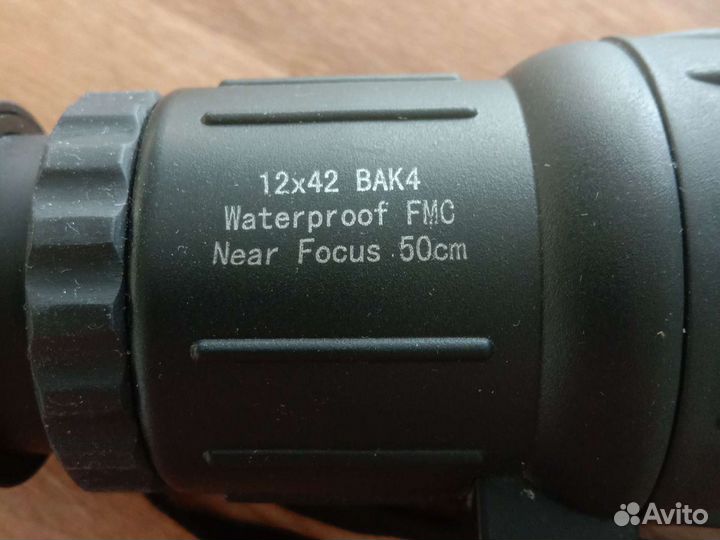 12x42 BAK4
Waterproof FMC
Near Focus 50cm
Avito